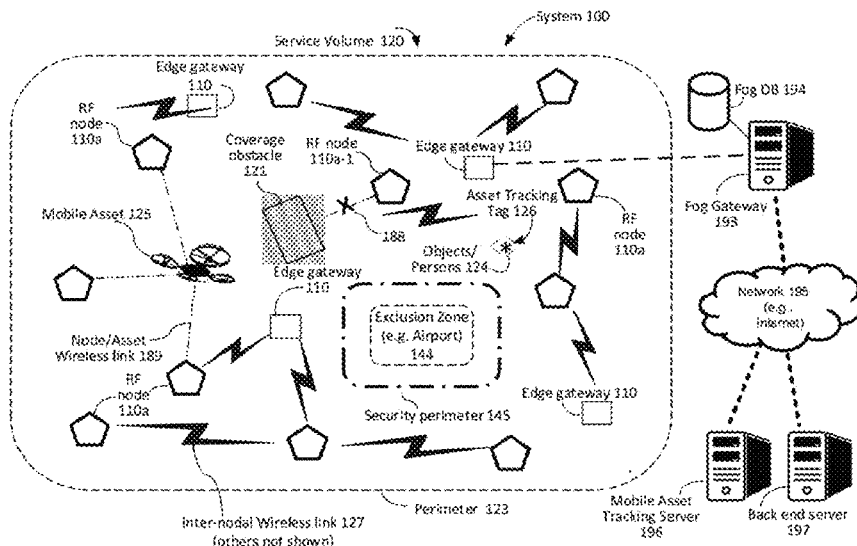 System 100
Service Volume 120
Edge gateway
110
RF
node
110a
Coverage
obstacle
121
RF node
110a-1
Edge gateway 110
Fog DB 194
Fog Gateway
193
Asset Tracking
Tag 126
Mobile Asset 125
188
Objects/
Persons 124
RF
node
110a
Edge gateway
110
Exclusion Zone
(e.g. Airport)
144
Network 195
(e.g.,
internet)
Node/Asset
Wireless link 189
RF
node
110a
Edge gateway 110
Security perimeter 145
Inter-nodal Wireless link 127
(others not shown)
Perimeter 123
Mobile Asset
Tracking Server
196
Back end server
197